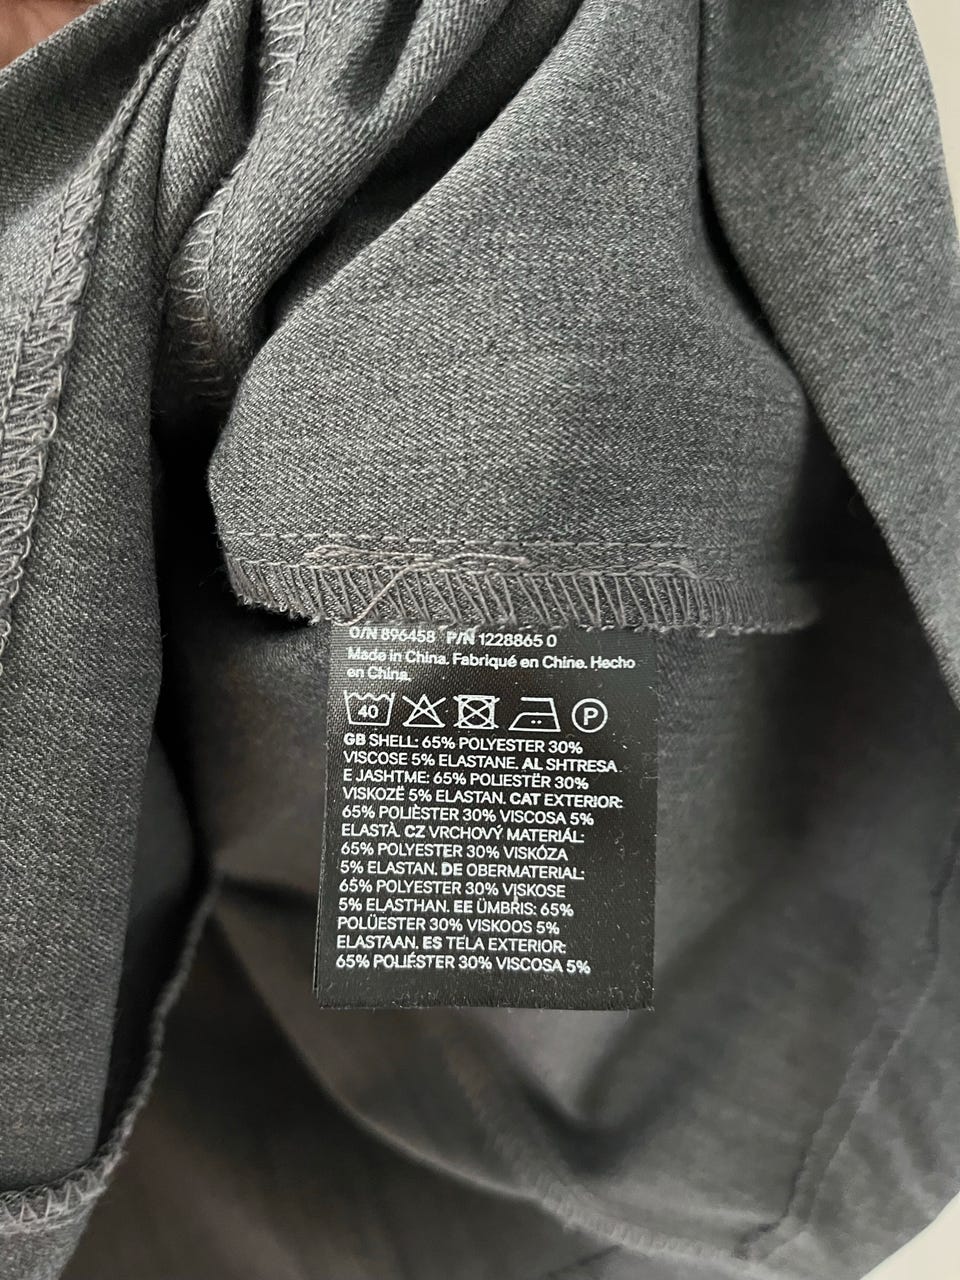 O/N 896458 P/N 1228865 0
Made in China. Fabriqué en Chine. Hecho
en China.
40 P
GB SHELL: 65% POLYESTER 30%
VISCOSE 5% ELASTANE. AL SHTRESA
E JASHTME: 65% POLIESTËR 30%
VISKOZË 5% ELASTAN. CAT EXTERIOR:
65% POLIÈSTER 30% VISCOSA 5%
ELASTÀ. CZ VRCHOVÝ MATERIÁL:
65% POLYESTER 30% VISKÓZA
5% ELASTAN. DE OBERMATERIAL:
65% POLYESTER 30% VISKOSE
5% ELASTHAN. EE ÜMBRIS: 65%
POLÜESTER 30% VISKOOS 5%
ELASTAAN. ES TELA EXTERIOR:
65% POLIÉSTER 30% VISCOSA 5%